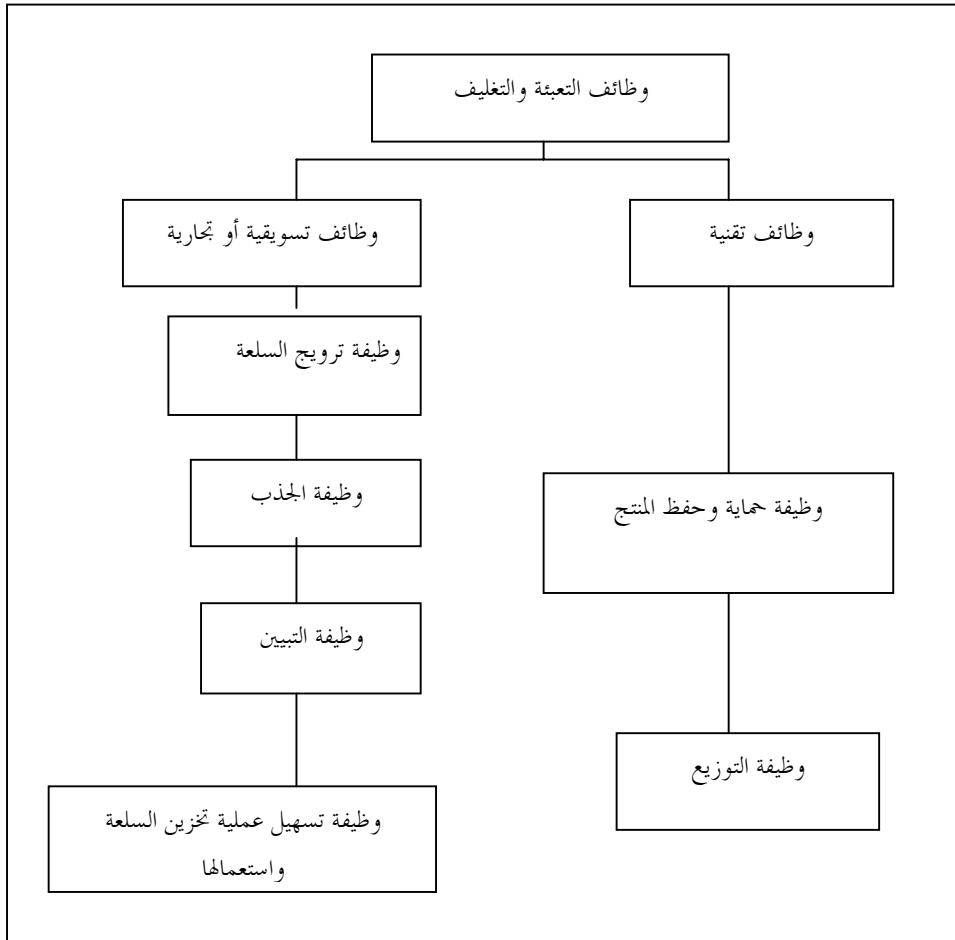 وظائف التعبئة والتغليف
وظائف تقنية
وظائف تسويقية أو تجارية
وظيفة ترويج السلعة
وظيفة الجذب
وظيفة حماية وحفظ المنتج
وظيفة التبيين
وظيفة التوزيع
وظيفة تسهيل عملية تخزين السلعة
واستعمالها